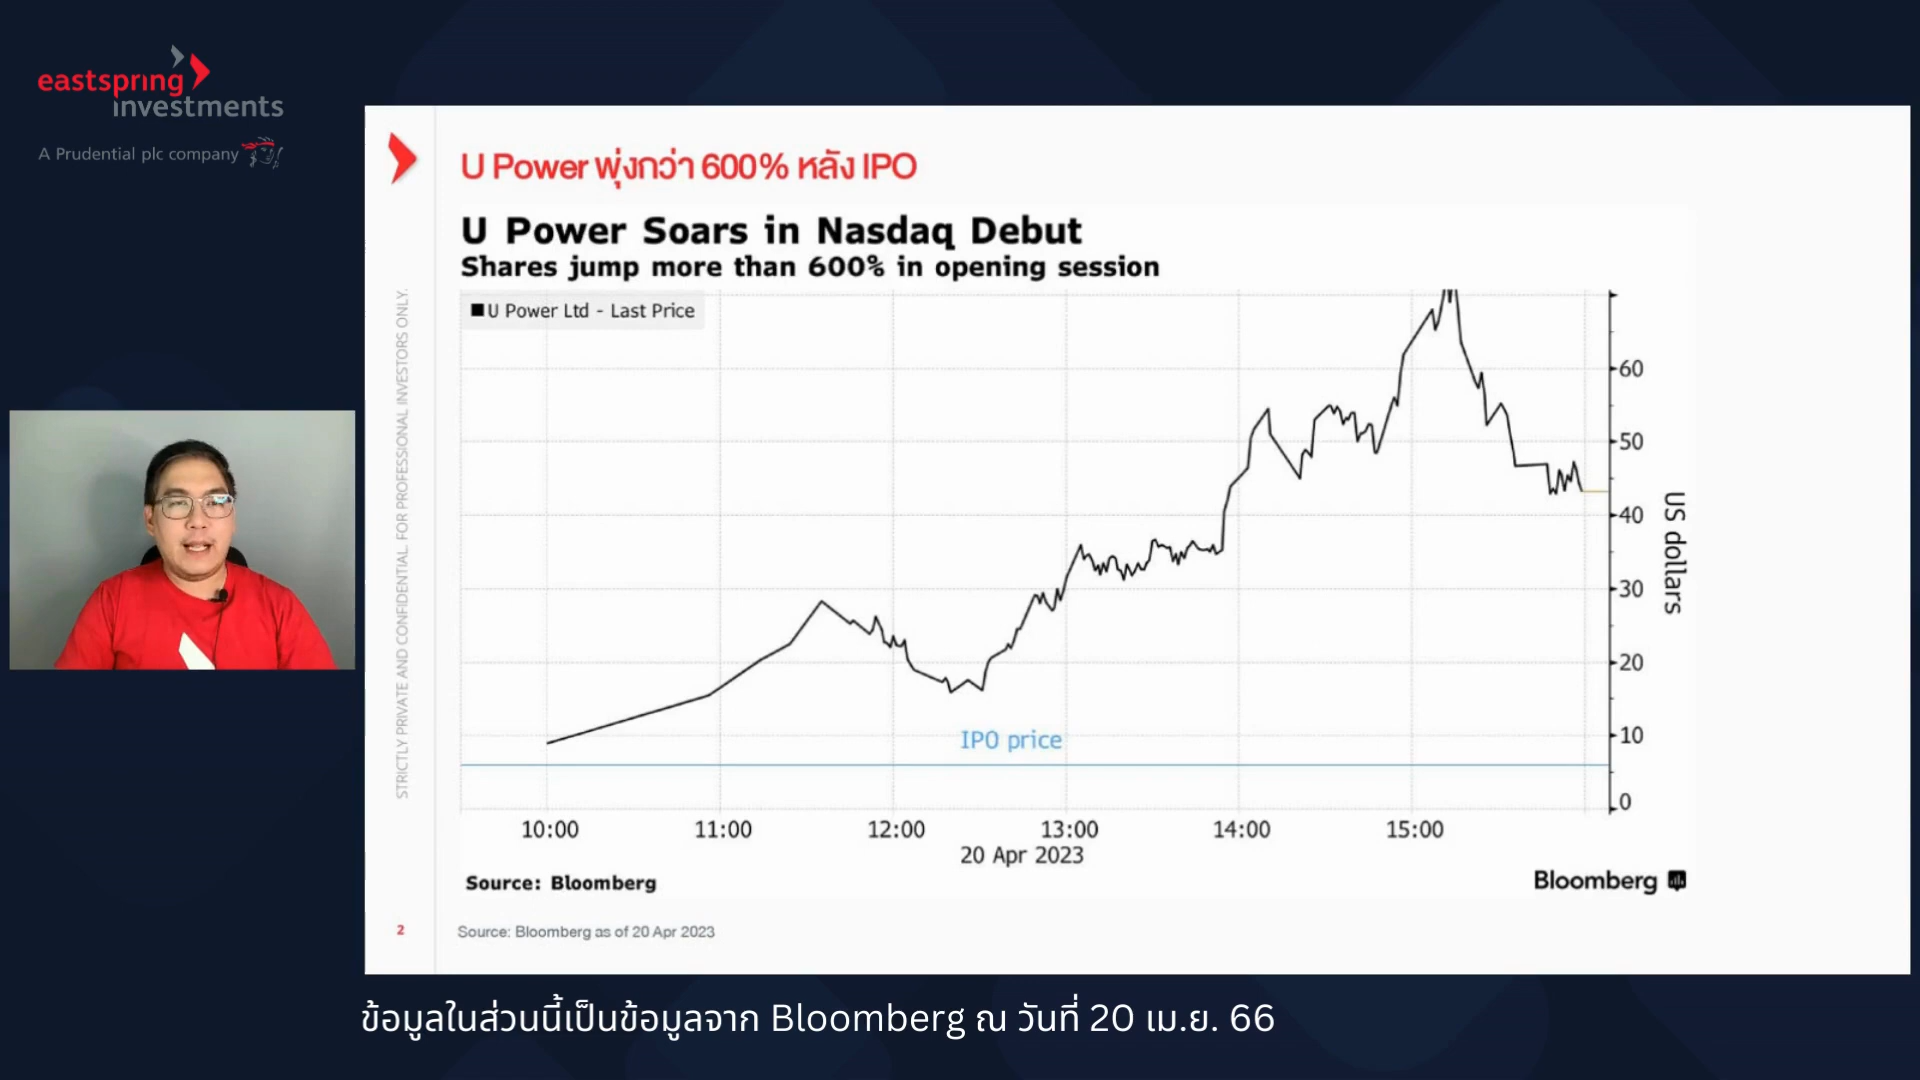 eastspring
investments
A Prudential plc company
U Power พุ่งกว่า 600% หลัง IPO
U Power Soars in Nasdaq Debut
Shares jump more than 600% in opening session
U Power Ltd - Last Price
STRICTLY PRIVATE AND CONFIDENTIAL. FOR PROFESSIONAL INVESTORS ONLY.
60
50
40
30
20
10
0
US dollars
IPO price
10:00 11:00 12:00 13:00 14:00 15:00
20 Apr 2023
Source: Bloomberg
Bloomberg
2
Source: Bloomberg as of 20 Apr 2023
ข้อมูลในส่วนนี้เป็นข้อมูลจาก Bloomberg ณ วันที่ 20 เม.ย. 66